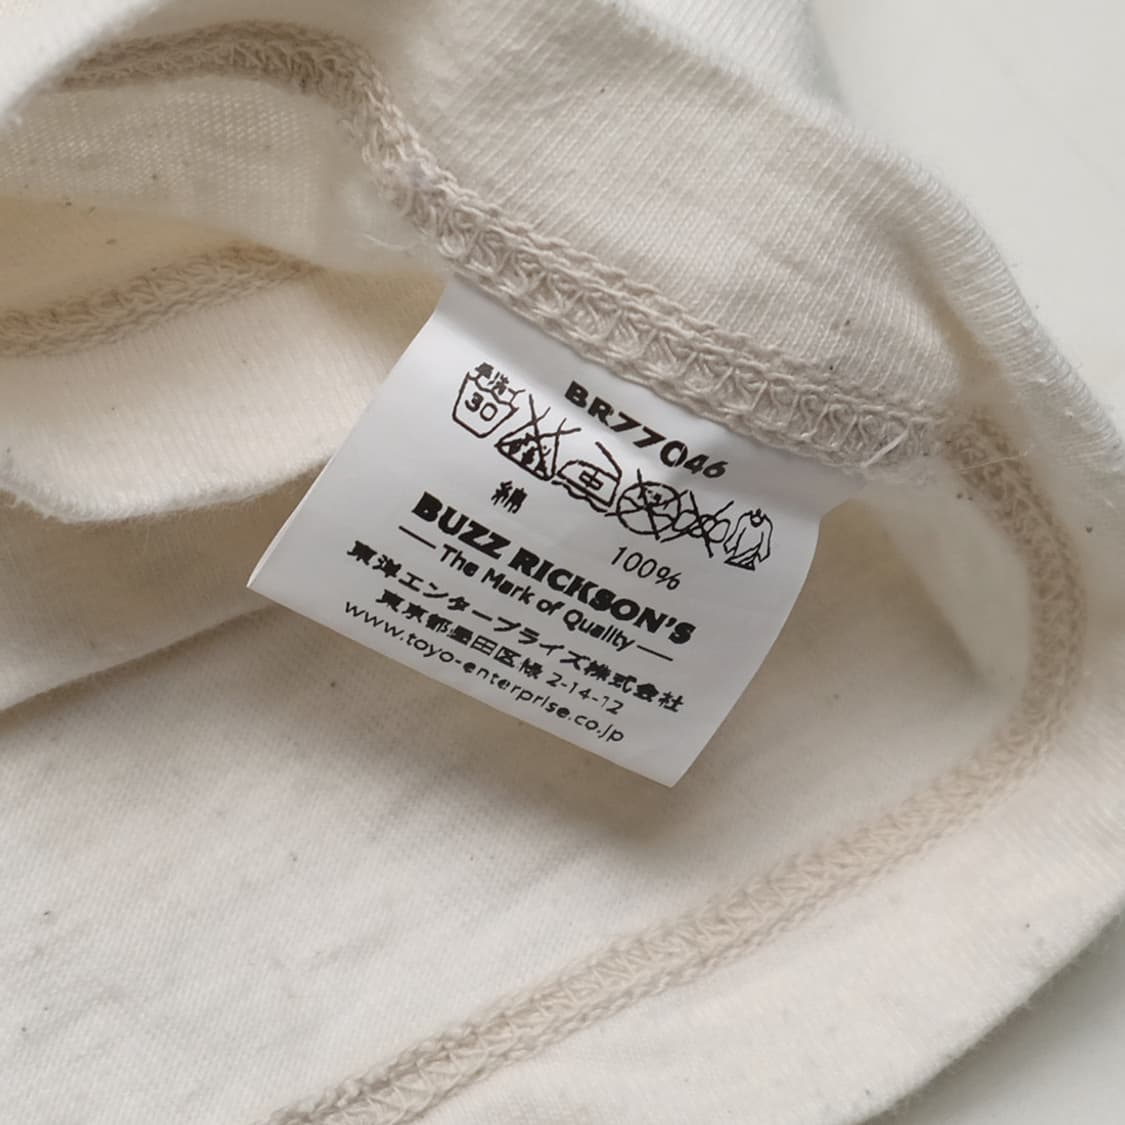 BR77046
手洗イ
30
綿 100%
BUZZ RICKSON'S
The Mark of Quality
東洋エンタープライズ株式会社
東京都墨田区緑 2-14-12
www.toyo-enterprise.co.jp